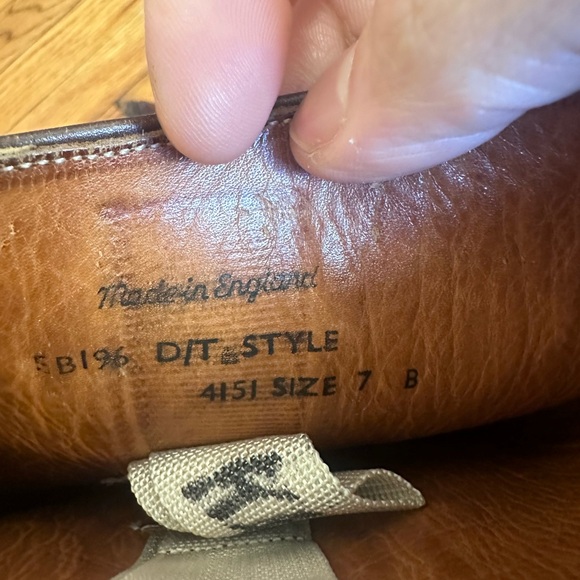 Made in England
SB196 D/T STYLE
4151 SIZE 7 B